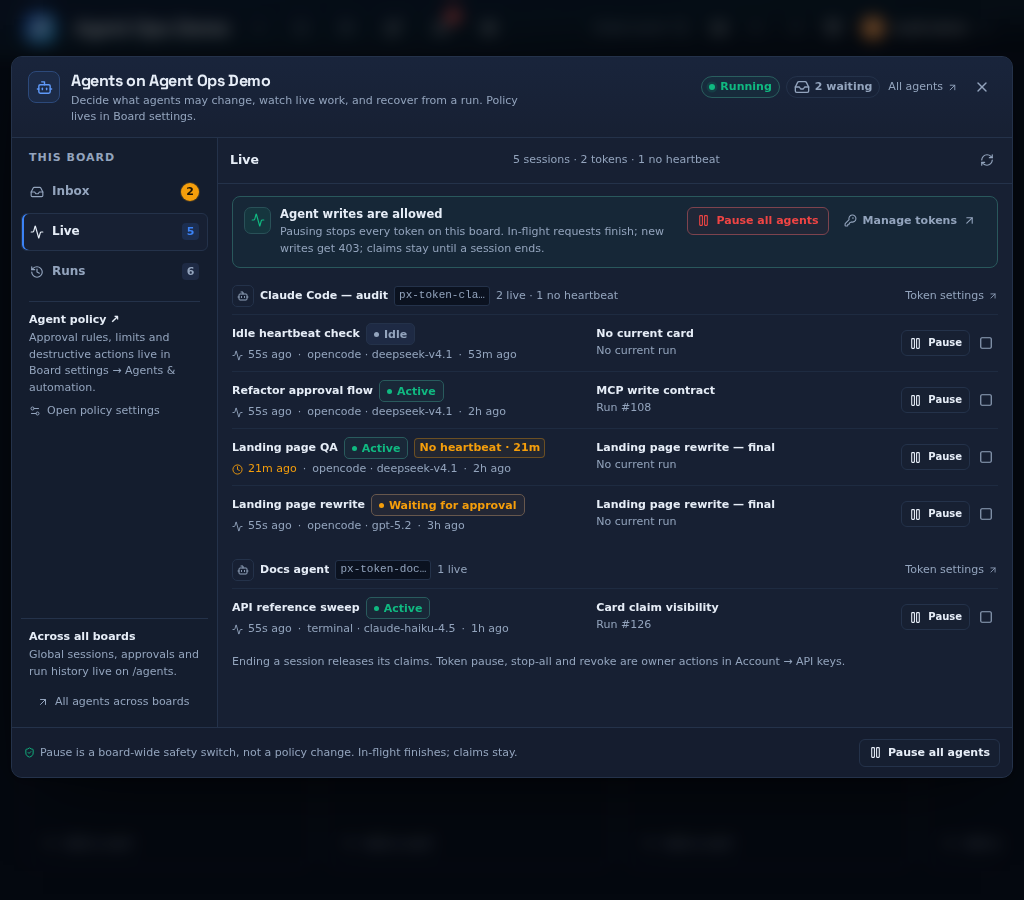 Agents on Agent Ops Demo
Decide what agents may change, watch live work, and recover from a run. Policy
lives in Board settings.
Running
2 waiting
All agents ↗
THIS BOARD
Inbox
2
Live
5
Runs
6
Agent policy ↗
Approval rules, limits and
destructive actions live in
Board settings → Agents &
automation.
Open policy settings
Across all boards
Global sessions, approvals and
run history live on /agents.
All agents across boards
Live
5 sessions · 2 tokens · 1 no heartbeat
Agent writes are allowed
Pausing stops every token on this board. In-flight requests finish; new
writes get 403; claims stay until a session ends.
Pause all agents
Manage tokens ↗
Claude Code — audit
px-token-cla…
2 live · 1 no heartbeat
Token settings ↗
Idle heartbeat check
Idle
55s ago · opencode · deepseek-v4.1 · 53m ago
No current card
No current run
Pause
Refactor approval flow
Active
55s ago · opencode · deepseek-v4.1 · 2h ago
MCP write contract
Run #108
Pause
Landing page QA
Active
No heartbeat · 21m
21m ago · opencode · deepseek-v4.1 · 2h ago
Landing page rewrite — final
No current run
Pause
Landing page rewrite
Waiting for approval
55s ago · opencode · gpt-5.2 · 3h ago
Landing page rewrite — final
No current run
Pause
Docs agent
px-token-doc…
1 live
Token settings ↗
API reference sweep
Active
55s ago · terminal · claude-haiku-4.5 · 1h ago
Card claim visibility
Run #126
Pause
Ending a session releases its claims. Token pause, stop-all and revoke are owner actions in Account → API keys.
Pause is a board-wide safety switch, not a policy change. In-flight finishes; claims stay.
Pause all agents